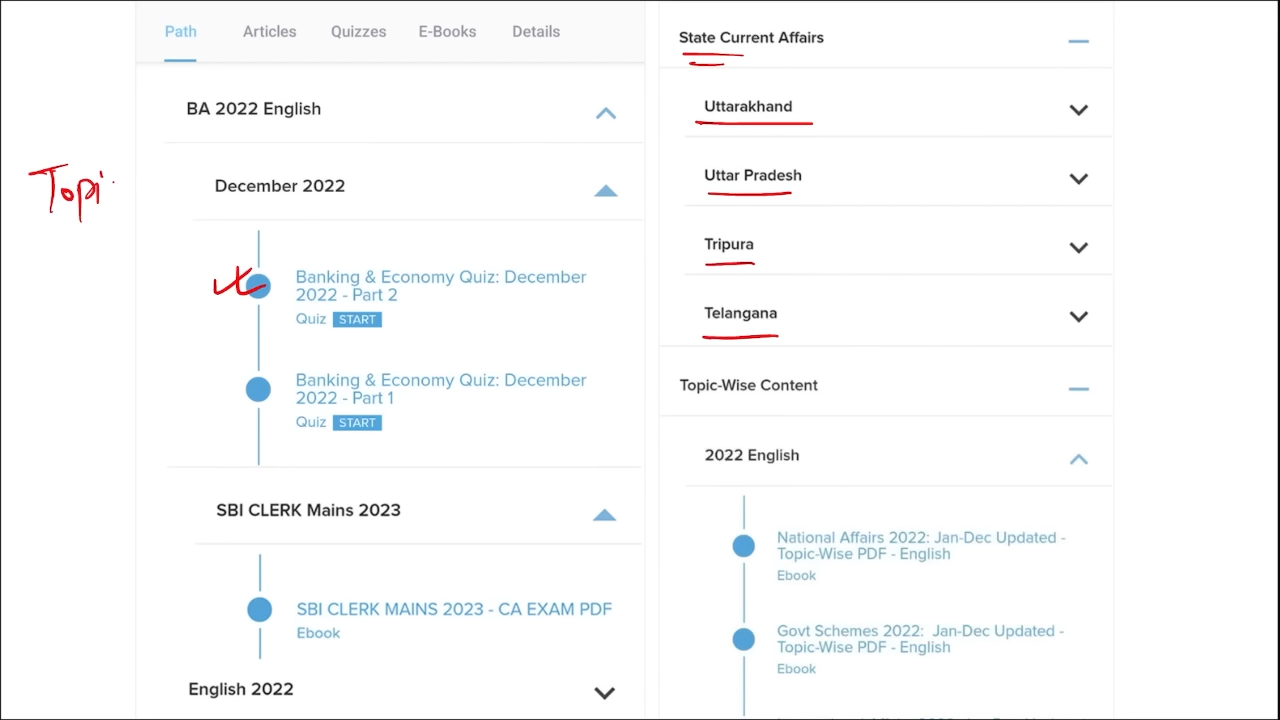 Path
Articles
Quizzes
E-Books
Details
BA 2022 English
December 2022
Topi
Banking & Economy Quiz: December
2022 - Part 2
Quiz START
Banking & Economy Quiz: December
2022 - Part 1
Quiz START
SBI CLERK Mains 2023
SBI CLERK MAINS 2023 - CA EXAM PDF
Ebook
English 2022
State Current Affairs
Uttarakhand
Uttar Pradesh
Tripura
Telangana
Topic-Wise Content
2022 English
National Affairs 2022: Jan-Dec Updated -
Topic-Wise PDF - English
Ebook
Govt Schemes 2022: Jan-Dec Updated -
Topic-Wise PDF - English
Ebook